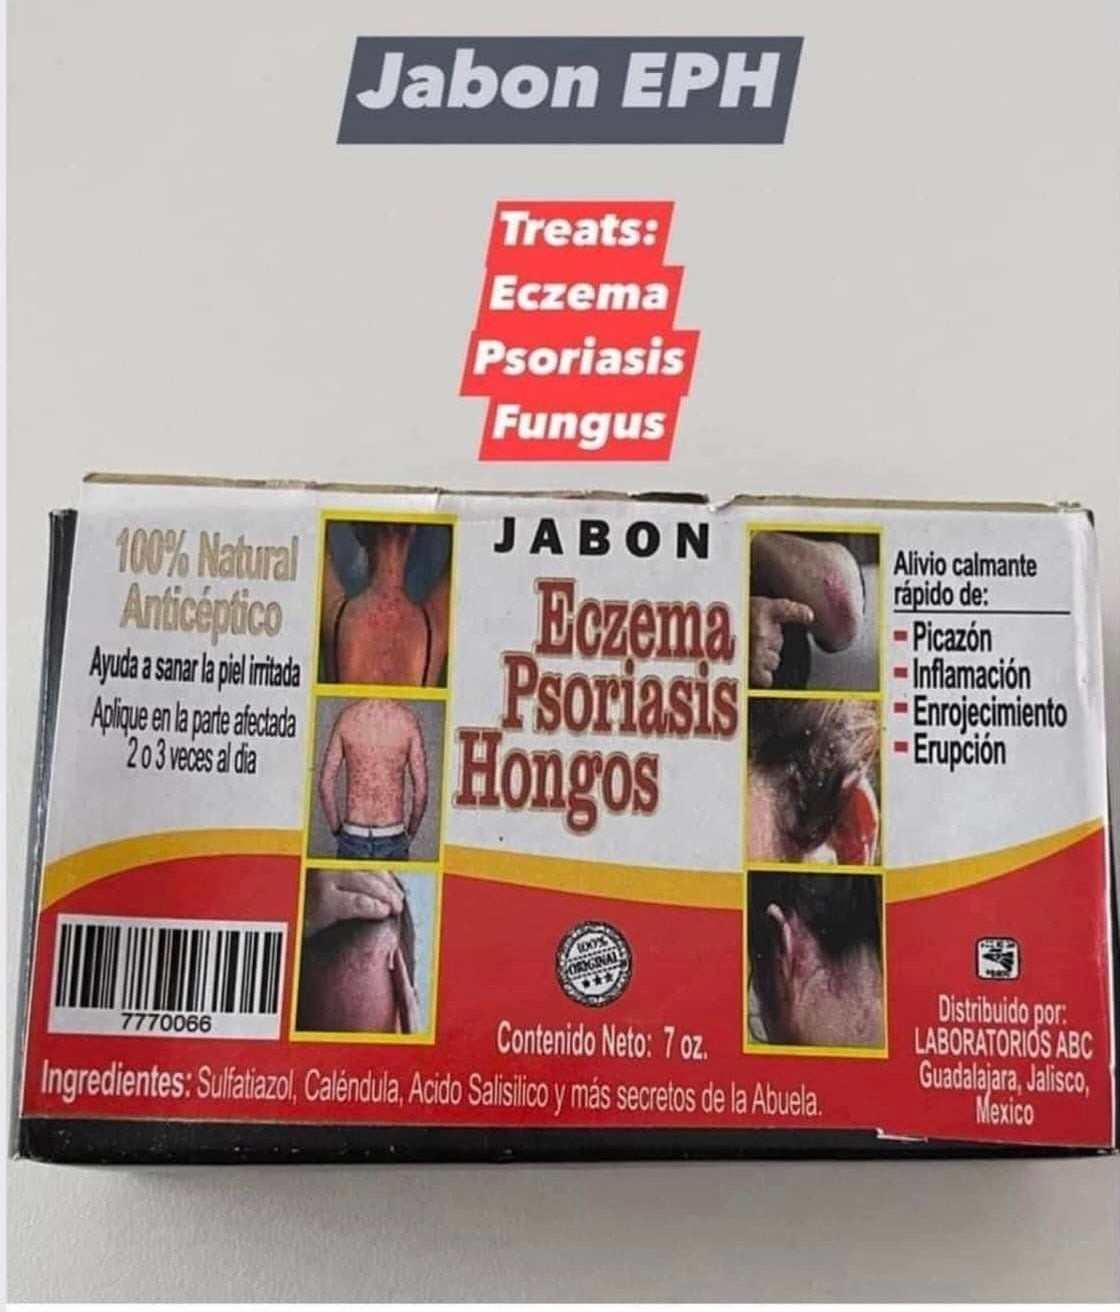 Jabon EPH
Treats:
Eczema
Psoriasis
Fungus
100% Natural
Anticéptico
Ayuda a sanar la piel irritada
Aplique en la parte afectada
2 o 3 veces al dia
JABON
Eczema
Psoriasis
Hongos
Alivio calmante
rápido de:
- Picazón
- Inflamación
- Enrojecimiento
- Erupción
7770066
100%
ORIGINAL
Contenido Neto: 7 oz.
Distribuido por:
LABORATORIOS ABC
Guadalajara, Jalisco,
Mexico
Ingredientes: Sulfatiazol, Caléndula, Acido Salisilico y más secretos de la Abuela.